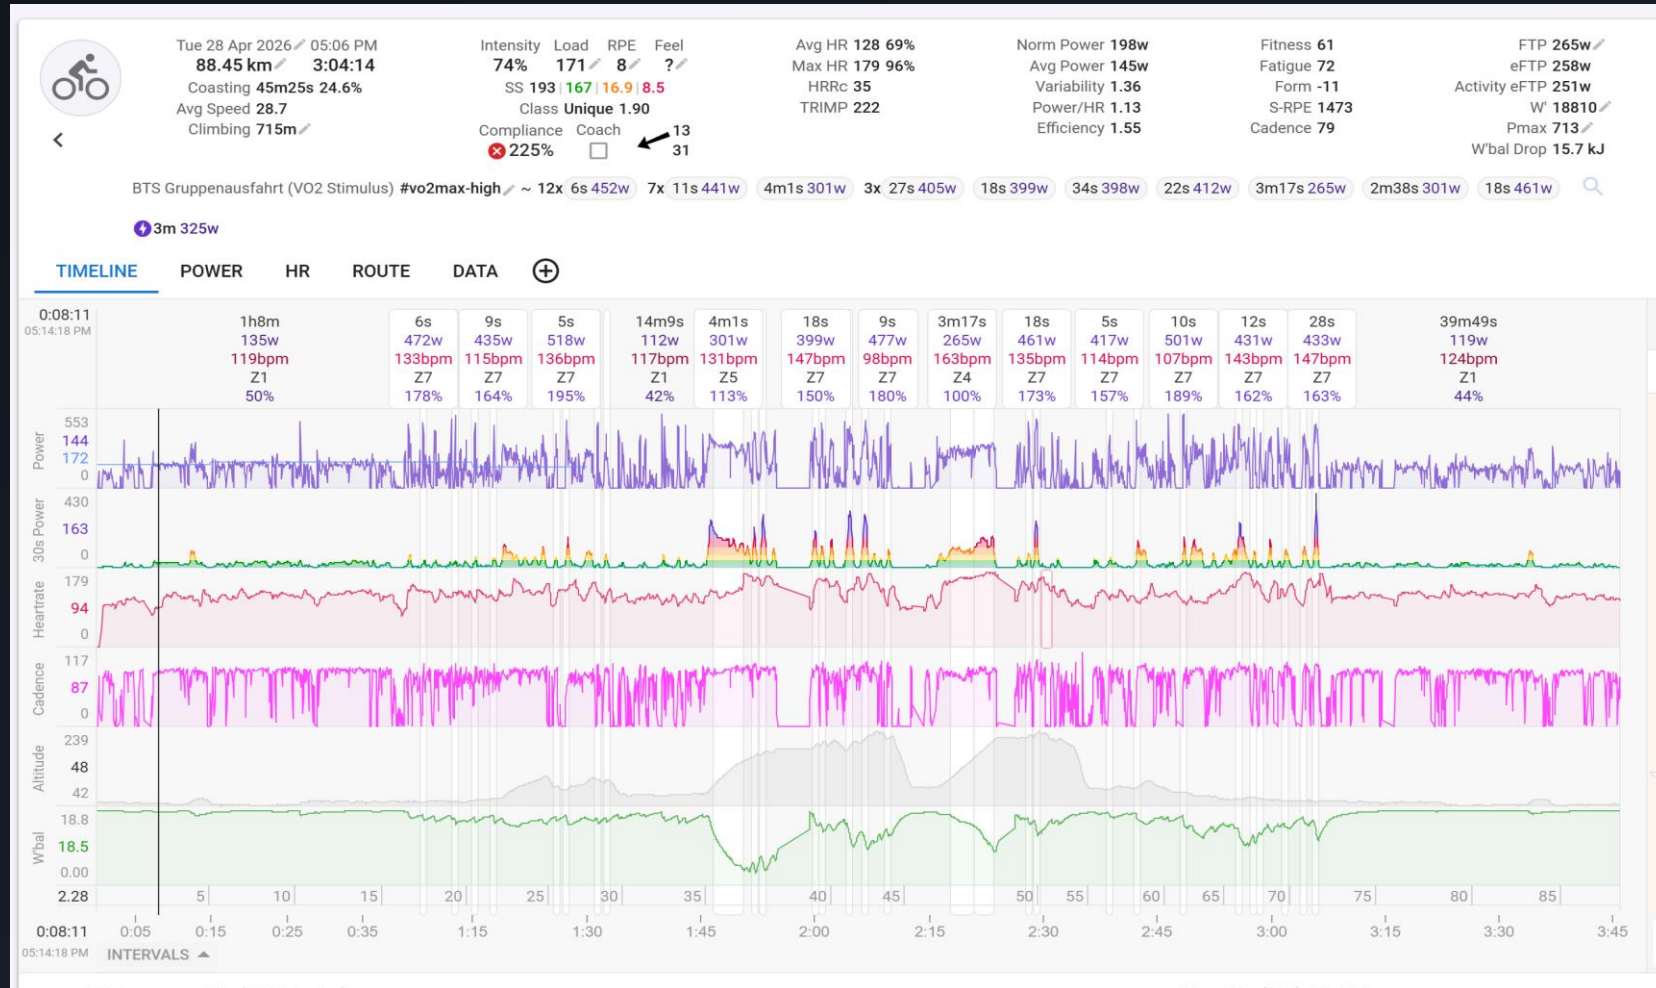 Tue 28 Apr 2026 05:06 PM
88.45 km 3:04:14
Coasting 45m25s 24.6%
Avg Speed 28.7
Climbing 715m
Intensity Load RPE Feel
74% 171 8 ?
SS 193 | 167 | 16.9 | 8.5
Class Unique 1.90
Compliance Coach 13
225% 31
Avg HR 128 69%
Max HR 179 96%
HRRc 35
TRIMP 222
Norm Power 198w
Avg Power 145w
Variability 1.36
Power/HR 1.13
Efficiency 1.55
Fitness 61
Fatigue 72
Form -11
S-RPE 1473
Cadence 79
FTP 265w
eFTP 258w
Activity eFTP 251w
W' 18810
Pmax 713
W'bal Drop 15.7 kJ
BTS Gruppenausfahrt (VO2 Stimulus) #vo2max-high ~ 12x 6s 452w 7x 11s 441w 4m1s 301w 3x 27s 405w 18s 399w 34s 398w 22s 412w 3m17s 265w 2m38s 301w 18s 461w
3m 325w
TIMELINE POWER HR ROUTE DATA
0:08:11
05:14:18 PM
1h8m 6s 9s 5s 14m9s 4m1s 18s 9s 3m17s 18s 5s 10s 12s 28s 39m49s
135w 472w 435w 518w 112w 301w 399w 477w 265w 461w 417w 501w 431w 433w 119w
119bpm 133bpm 115bpm 136bpm 117bpm 131bpm 147bpm 98bpm 163bpm 135bpm 114bpm 107bpm 143bpm 147bpm 124bpm
Z1 Z7 Z7 Z7 Z1 Z5 Z7 Z7 Z4 Z7 Z7 Z7 Z7 Z7 Z1
50% 178% 164% 195% 42% 113% 150% 180% 100% 173% 157% 189% 162% 163% 44%
Power
553
144
172
0
30s Power
430
163
0
Heartrate
179
94
0
Cadence
117
87
0
Altitude
239
48
42
W'bal
18.8
18.5
0.00
2.28 5 10 15 20 25 30 35 40 45 50 55 60 65 70 75 80 85
0:08:11 0:05 0:15 0:25 0:35 1:15 1:30 1:45 2:00 2:15 2:30 2:45 3:00 3:15 3:30 3:45
05:14:18 PM INTERVALS